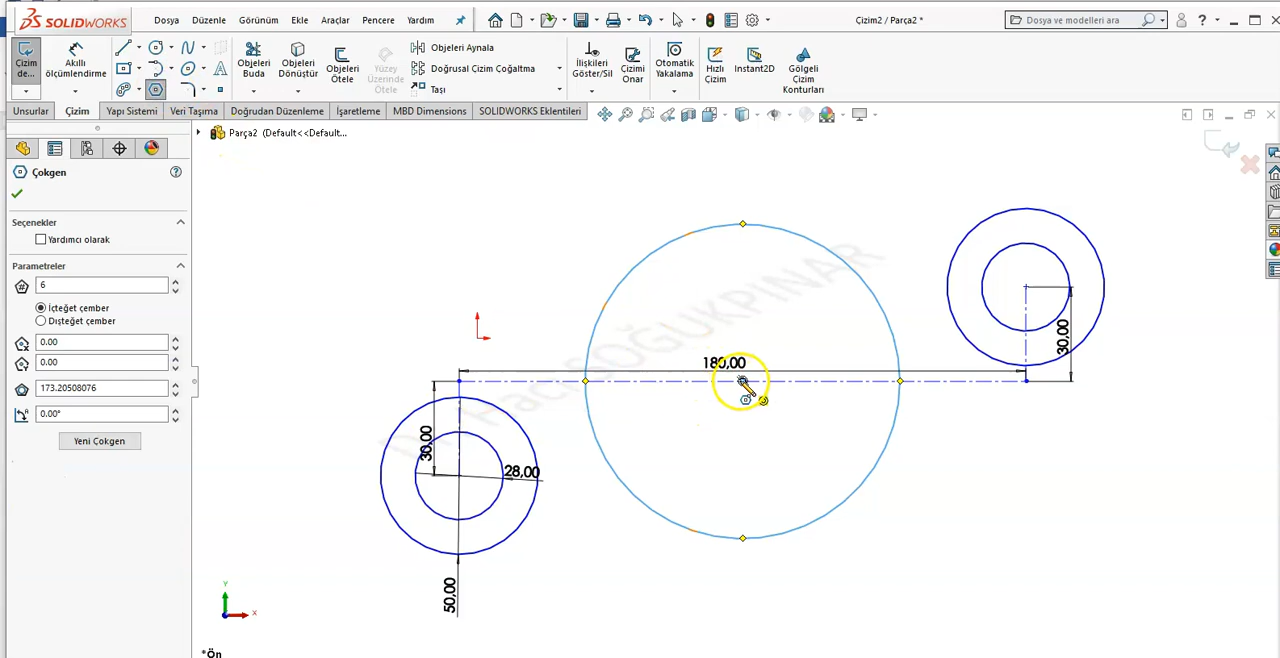 SOLIDWORKS
Dosya Düzenle Görünüm Ekle Araçlar Pencere Yardım
Çizim2 / Parça2 *
Dosya ve modelleri ara
?
Çizim de...
Akıllı ölçümlendirme
Objeleri Buda
Objeleri Dönüştür
Objeleri Ötele
Yüzey Üzerinde Ötele
Objeleri Aynala
Doğrusal Çizim Çoğaltma
Taşı
İlişkileri Göster/Sil
Çizim Onar
Otomatik Yakalama
Hızlı Çizim
Instant2D
Gölgeli Çizim Konturları
Unsurlar Çizim Yapı Sistemi Veri Taşıma Doğrudan Düzenleme İşaretleme MBD Dimensions SOLIDWORKS Eklentileri
Parça2 (Default<<Default...
Çokgen
Seçenekler
Yardımcı olarak
Parametreler
6
İçteğet çember
Dışteğet çember
0.00
0.00
173.20508076
0.00°
Yeni Çokgen
Dr. Hacı SOĞUKPINAR
180,00
30,00
30,00
28,00
50,00
Y
X
*Ön